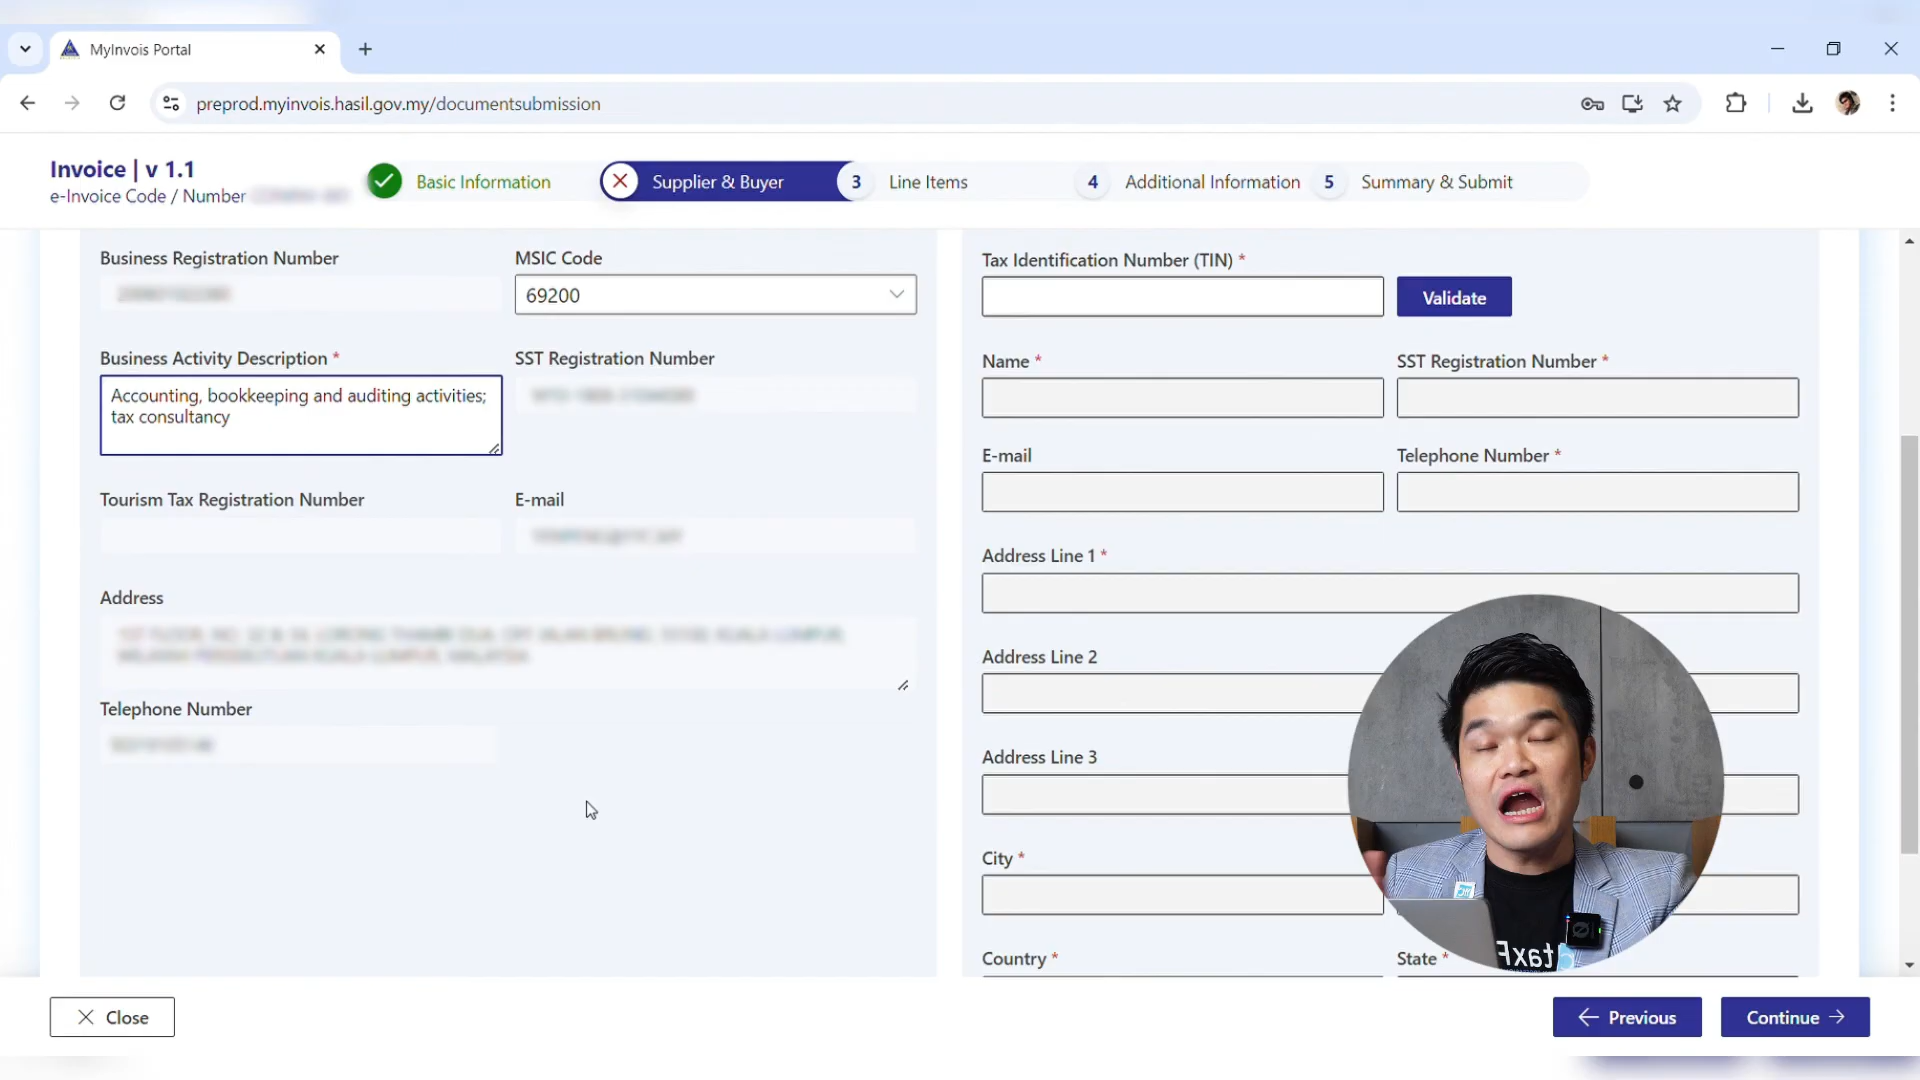 MyInvois Portal
preprod.myinvois.hasil.gov.my/documentsubmission
Invoice | v 1.1
e-Invoice Code / Number
Basic Information
Supplier & Buyer
3 Line Items
4 Additional Information
5 Summary & Submit
Business Registration Number
MSIC Code
69200
Business Activity Description *
Accounting, bookkeeping and auditing activities;
tax consultancy
SST Registration Number
Tourism Tax Registration Number
E-mail
Address
Telephone Number
Tax Identification Number (TIN) *
Validate
Name *
SST Registration Number *
E-mail
Telephone Number *
Address Line 1 *
Address Line 2
Address Line 3
City *
Country *
State *
Close
Previous
Continue